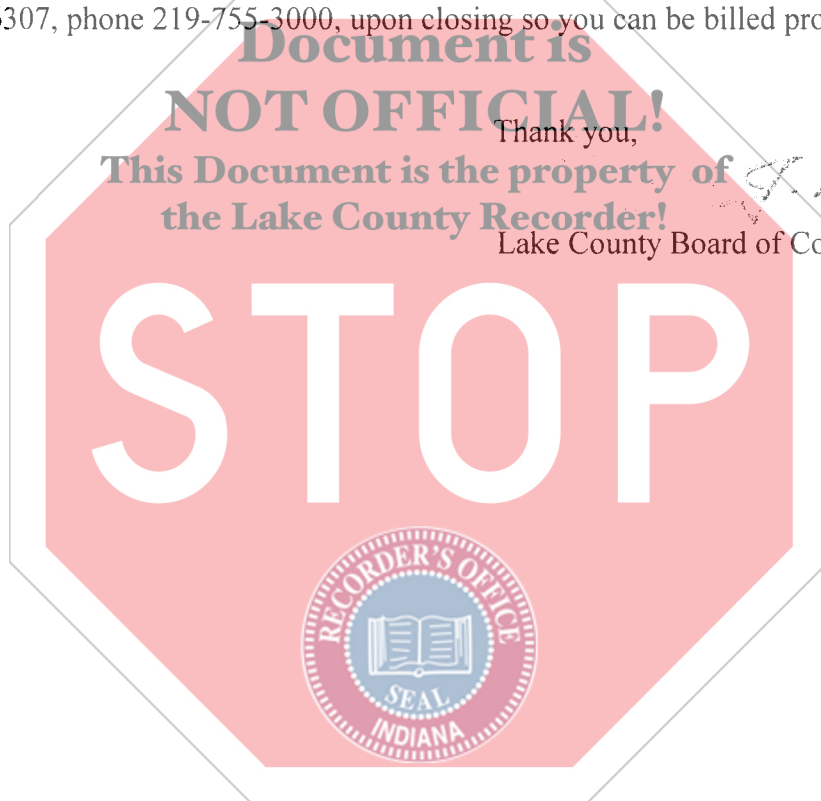 307, phone 219-755-3000, upon closing so you can be billed pro
Document is
NOT OFFICIAL!
Thank you,
This Document is the property of
the Lake County Recorder!
Lake County Board of Co
STOP
RECORDER'S OFFICE
SEAL
INDIANA